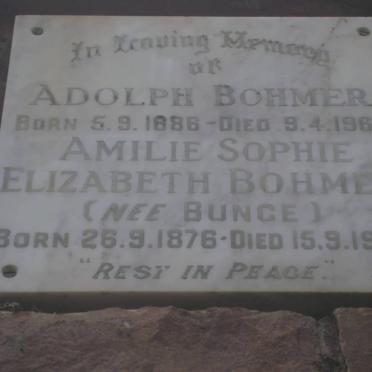 In Loving Memory
OF
ADOLPH BOHMER
BORN 5.9.1886 - DIED 9.4.196
AMILIE SOPHIE
ELIZABETH BOHME
(NEE BUNGE)
BORN 26.9.1876 - DIED 15.9.19
"REST IN PEACE."